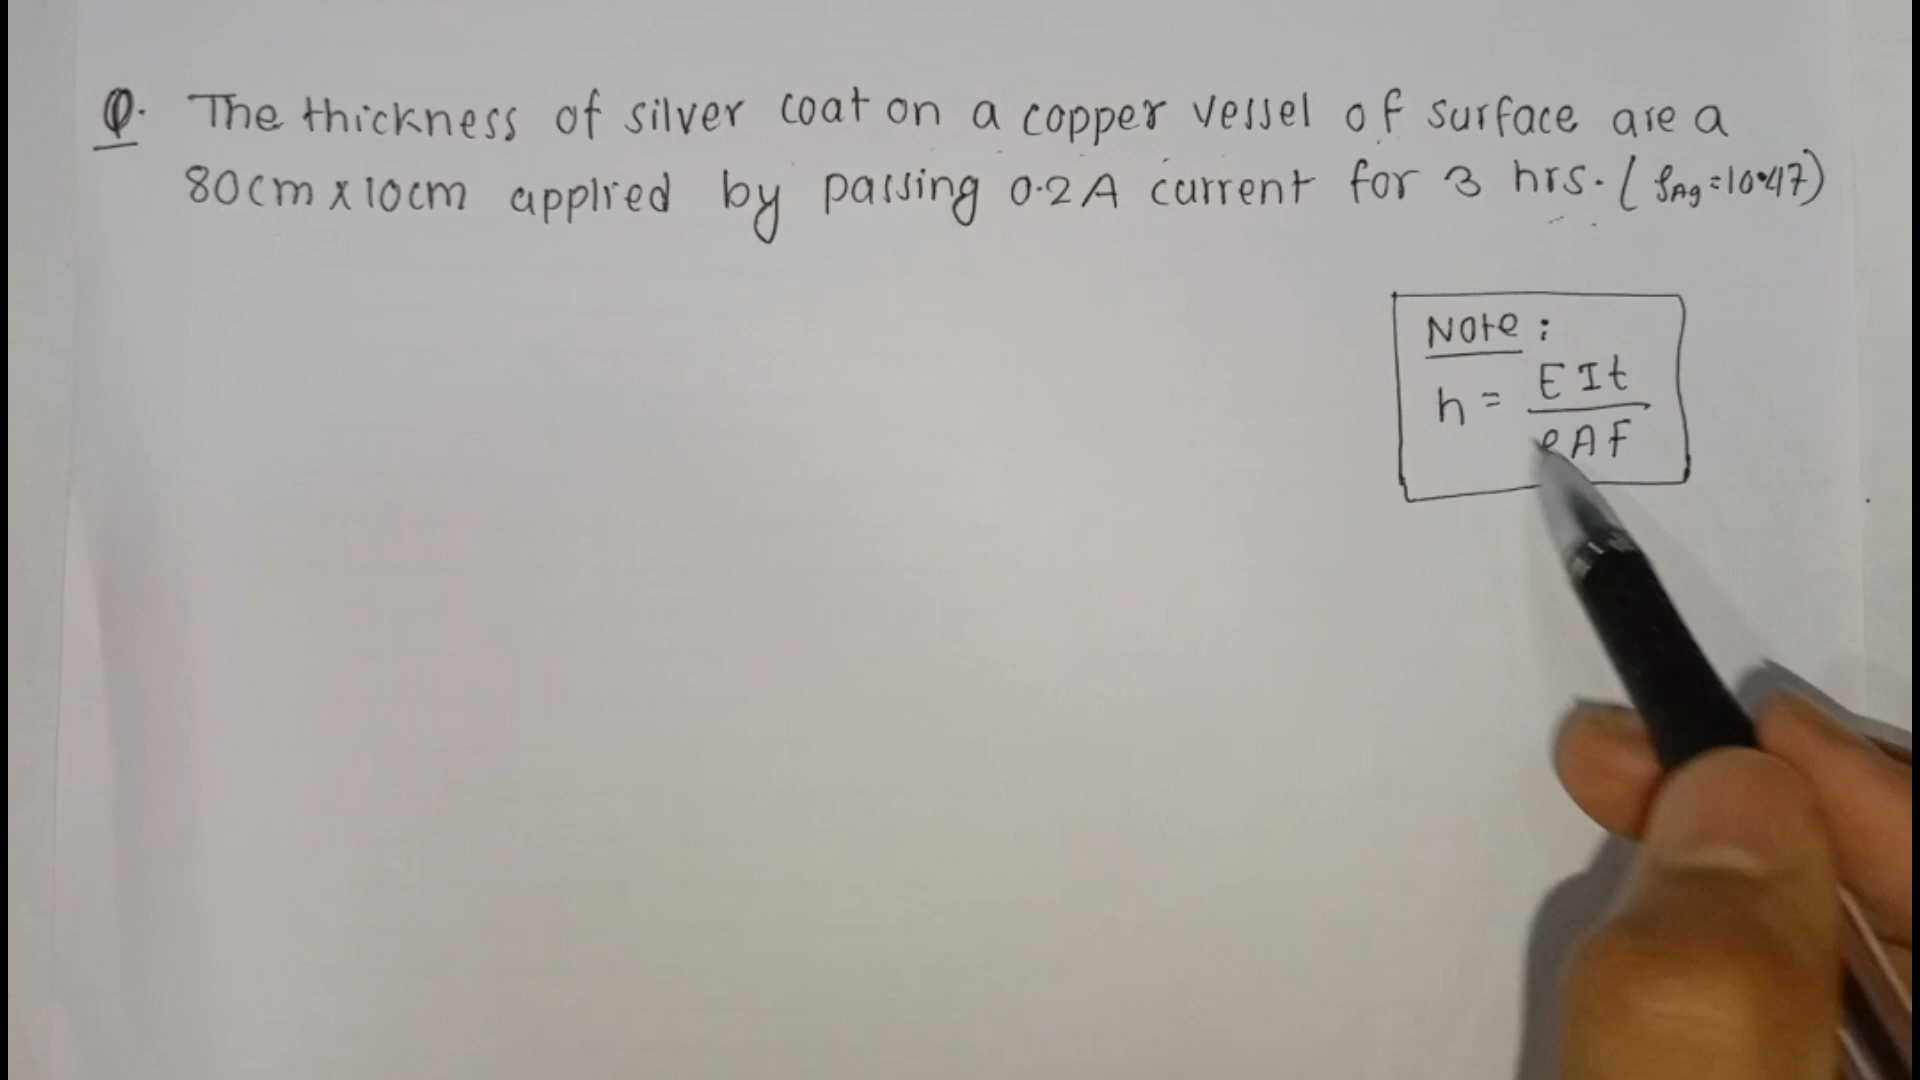 Q. The thickness of silver coat on a copper vessel of surface are a
80cm x 10cm applied by passing 0.2A current for 3 hrs. (ρAg = 10.47)
Note :
h = EIt
ρAF